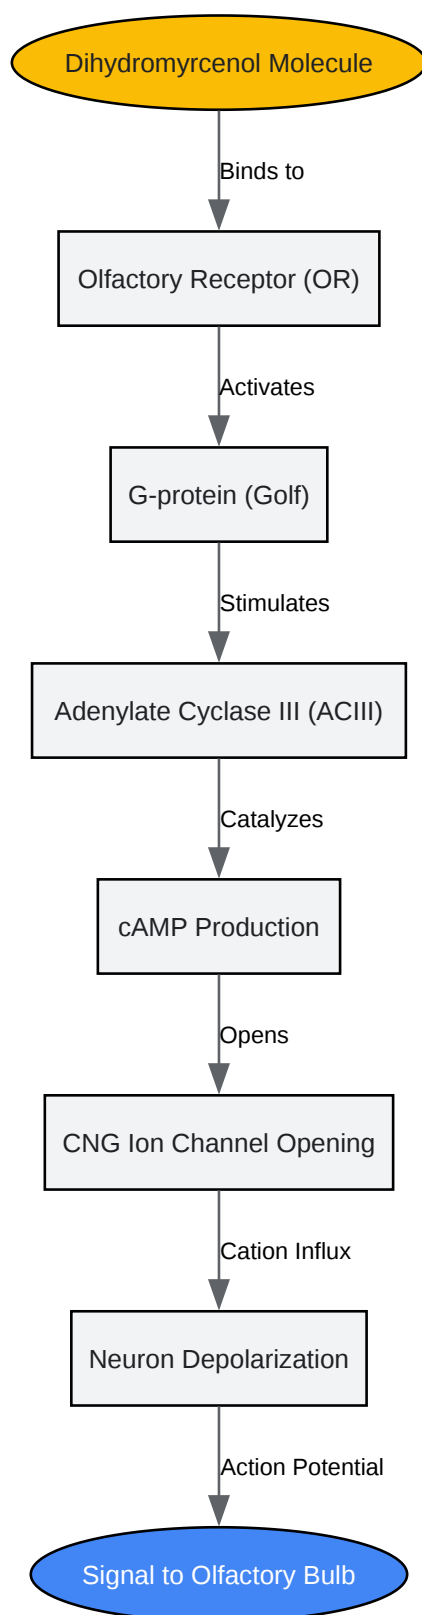 Dihydromyrcenol Molecule
Binds to
Olfactory Receptor (OR)
Activates
G-protein (Golf)
Stimulates
Adenylate Cyclase III (ACIII)
Catalyzes
cAMP Production
Opens
CNG Ion Channel Opening
Cation Influx
Neuron Depolarization
Action Potential
Signal to Olfactory Bulb